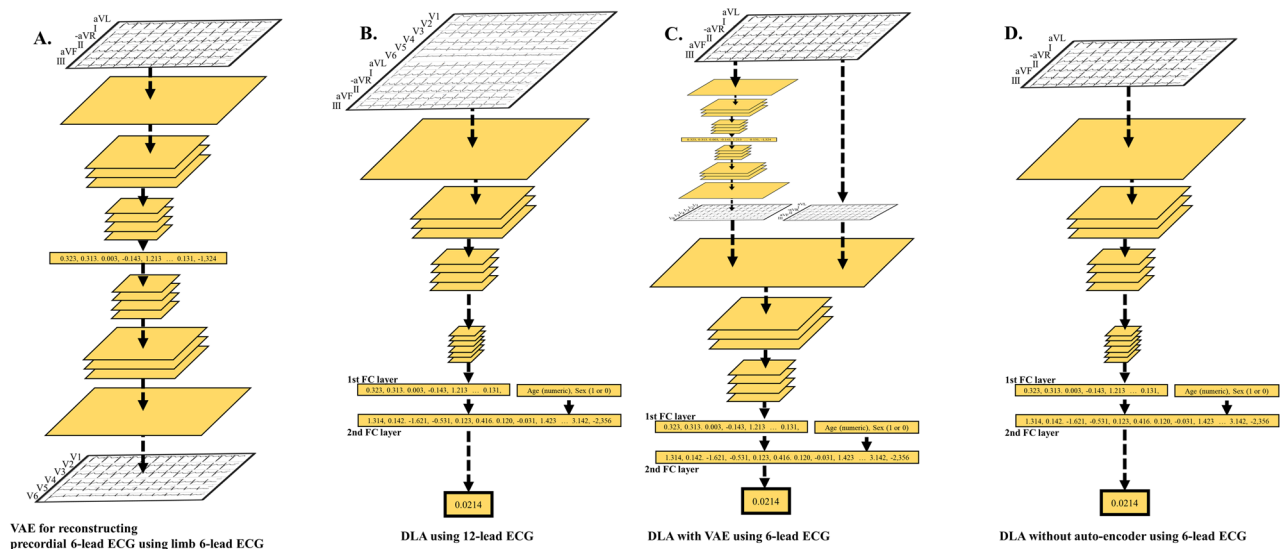 A.
aVL
I
-aVR
II
aVF
III
0.323, 0.313. 0.003, -0.143, 1.213 … 0.131, -1,324
V1
V2
V3
V4
V5
V6
VAE for reconstructing
precordial 6-lead ECG using limb 6-lead ECG
B.
V1
V2
V3
V4
V5
V6
aVL
I
-aVR
II
aVF
III
1st FC layer
0.323, 0.313. 0.003, -0.143, 1.213 … 0.131,
Age (numeric), Sex (1 or 0)
1.314, 0.142. -1.621, -0.531, 0.123, 0.416. 0.120, -0.031, 1.423 … 3.142, -2,356
2nd FC layer
0.0214
DLA using 12-lead ECG
C.
aVL
I
-aVR
II
aVF
III
1st FC layer
0.323, 0.313. 0.003, -0.143, 1.213 … 0.131,
Age (numeric), Sex (1 or 0)
1.314, 0.142. -1.621, -0.531, 0.123, 0.416. 0.120, -0.031, 1.423 … 3.142, -2,356
2nd FC layer
0.0214
DLA with VAE using 6-lead ECG
D.
aVL
I
-aVR
II
aVF
III
1st FC layer
0.323, 0.313. 0.003, -0.143, 1.213 … 0.131,
Age (numeric), Sex (1 or 0)
1.314, 0.142. -1.621, -0.531, 0.123, 0.416. 0.120, -0.031, 1.423 … 3.142, -2,356
2nd FC layer
0.0214
DLA without auto-encoder using 6-lead ECG